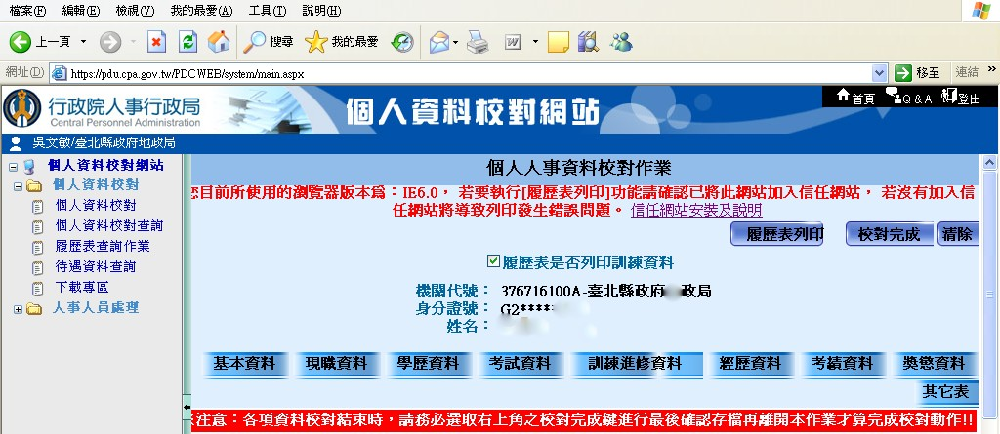 檔案(F) 編輯(E) 檢視(V) 我的最愛(A) 工具(T) 說明(H)
上一頁 搜尋 我的最愛
網址(D) https://pdu.cpa.gov.tw/PDCWEB/system/main.aspx 移至 連結 »
行政院人事行政局
Central Personnel Administration
個人資料校對網站
首頁 Q & A 登出
吳文敏/臺北縣政府地政局
個人資料校對網站
個人資料校對
個人資料校對
個人資料校對查詢
履歷表查詢作業
待遇資料查詢
下載專區
人事人員處理
個人人事資料校對作業
您目前所使用的瀏覽器版本為：IE6.0， 若要執行[履歷表列印]功能請確認已將此網站加入信任網站， 若沒有加入信
任網站將導致列印發生錯誤問題。 信任網站安裝及說明
履歷表列印 校對完成 清除
履歷表是否列印訓練資料
機關代號： 376716100A-臺北縣政府 政局
身分證號： G2*****
姓名：
基本資料 現職資料 學歷資料 考試資料 訓練進修資料 經歷資料 考績資料 獎懲資料
其它表
注意：各項資料校對結束時，請務必選取右上角之校對完成鍵進行最後確認存檔再離開本作業才算完成校對動作!!